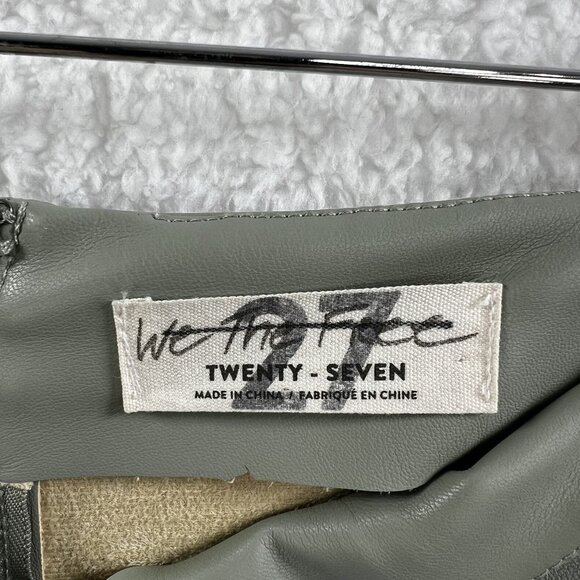 We The Free
27
TWENTY - SEVEN
MADE IN CHINA / FABRIQUÉ EN CHINE